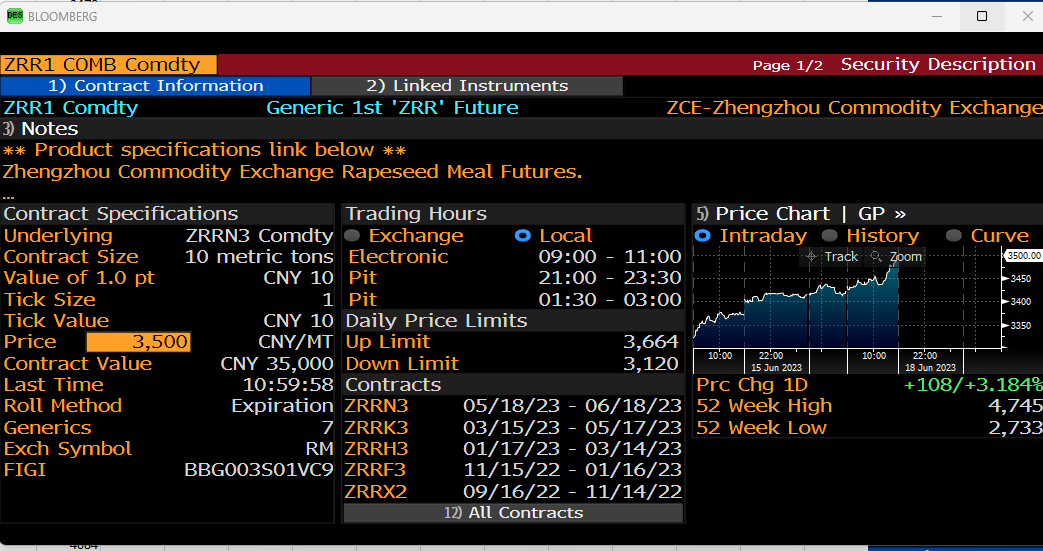 DES BLOOMBERG
ZRR1 COMB Comdty Page 1/2 Security Description
1) Contract Information 2) Linked Instruments
ZRR1 Comdty Generic 1st 'ZRR' Future ZCE-Zhengzhou Commodity Exchange
3) Notes
** Product specifications link below **
Zhengzhou Commodity Exchange Rapeseed Meal Futures.
...
Contract Specifications
Underlying ZRRN3 Comdty
Contract Size 10 metric tons
Value of 1.0 pt CNY 10
Tick Size 1
Tick Value CNY 10
Price 3,500 CNY/MT
Contract Value CNY 35,000
Last Time 10:59:58
Roll Method Expiration
Generics 7
Exch Symbol RM
FIGI BBG003S01VC9
Trading Hours
Exchange Local
Electronic 09:00 - 11:00
Pit 21:00 - 23:30
Pit 01:30 - 03:00
Daily Price Limits
Up Limit 3,664
Down Limit 3,120
Contracts
ZRRN3 05/18/23 - 06/18/23
ZRRK3 03/15/23 - 05/17/23
ZRRH3 01/17/23 - 03/14/23
ZRRF3 11/15/22 - 01/16/23
ZRRX2 09/16/22 - 11/14/22
12) All Contracts
5) Price Chart | GP »
Intraday History Curve
Track Zoom
3500.00
3450
3400
3350
10:00 22:00 10:00 22:00
15 Jun 2023 18 Jun 2023
Prc Chg 1D +108/+3.184%
52 Week High 4,745
52 Week Low 2,733